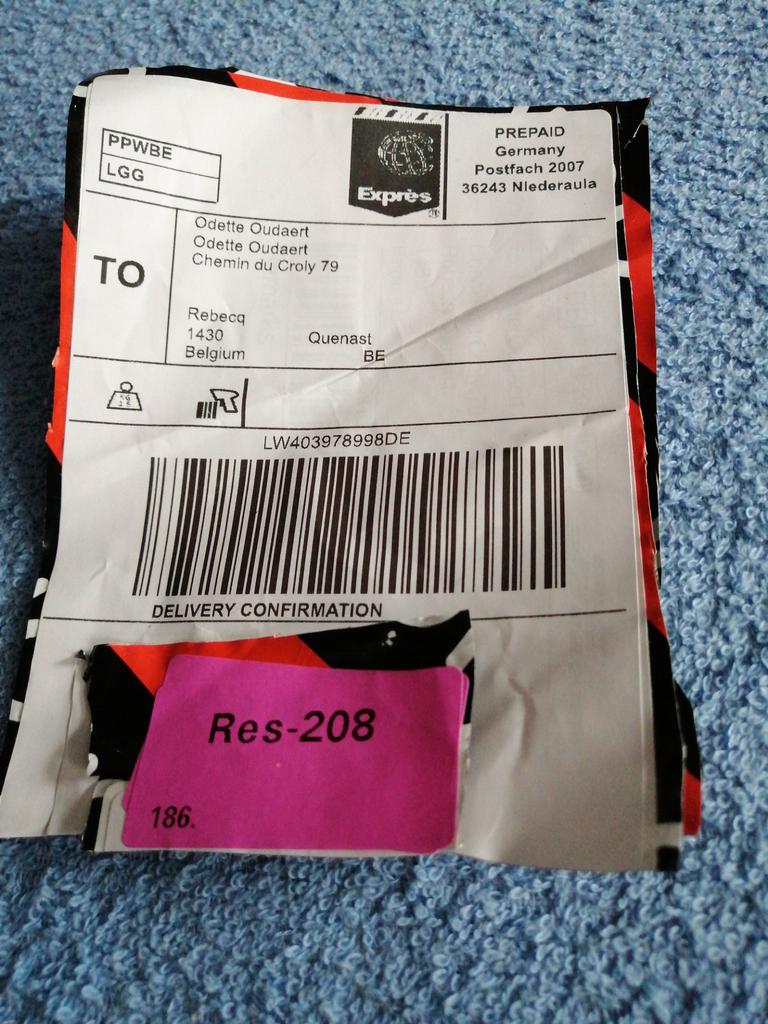 PPWBE
LGG
Exprès
PREPAID
Germany
Postfach 2007
36243 Niederaula
TO
Odette Oudaert
Odette Oudaert
Chemin du Croly 79
Rebecq
1430 Quenast
Belgium BE
LW403978998DE
DELIVERY CONFIRMATION
Res-208
186.